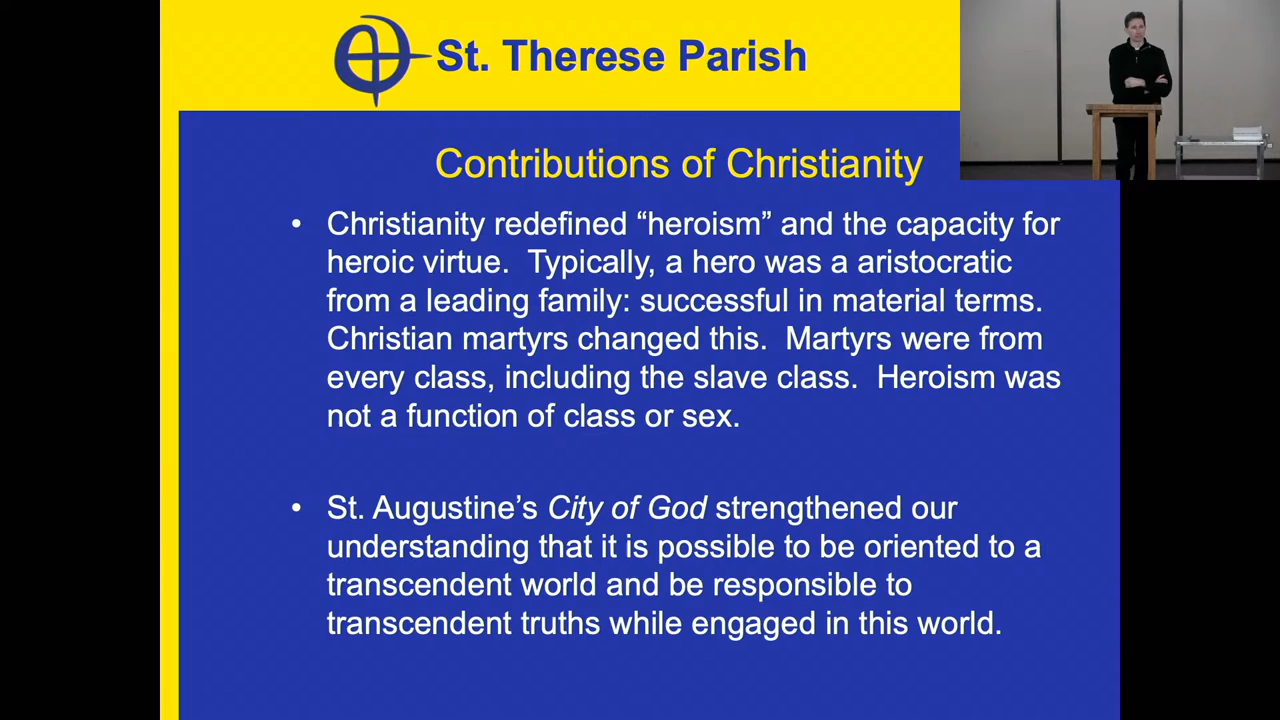 St. Therese Parish
Contributions of Christianity
• Christianity redefined “heroism” and the capacity for
heroic virtue. Typically, a hero was a aristocratic
from a leading family: successful in material terms.
Christian martyrs changed this. Martyrs were from
every class, including the slave class. Heroism was
not a function of class or sex.
• St. Augustine’s City of God strengthened our
understanding that it is possible to be oriented to a
transcendent world and be responsible to
transcendent truths while engaged in this world.